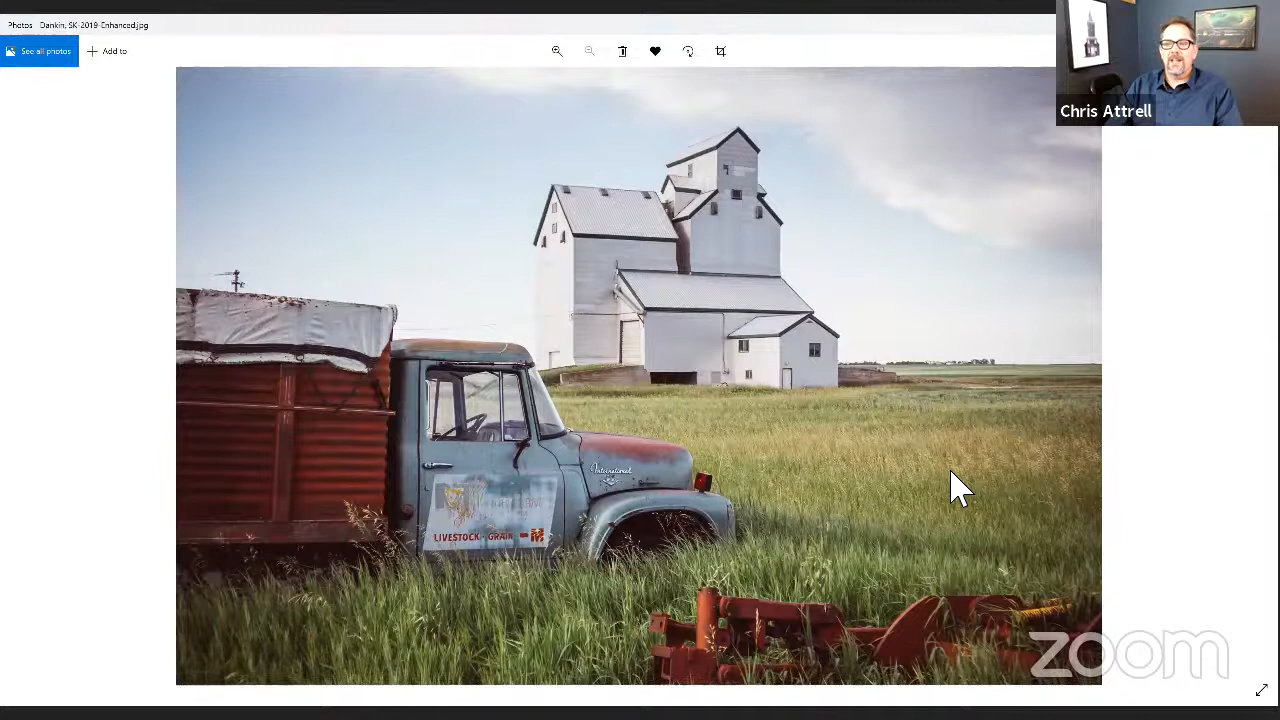 Photos
Dankin, SK-2019-Enhanced.jpg
See all photos
Add to
Chris Attrell
International
LIVESTOCK - GRAIN
zoom